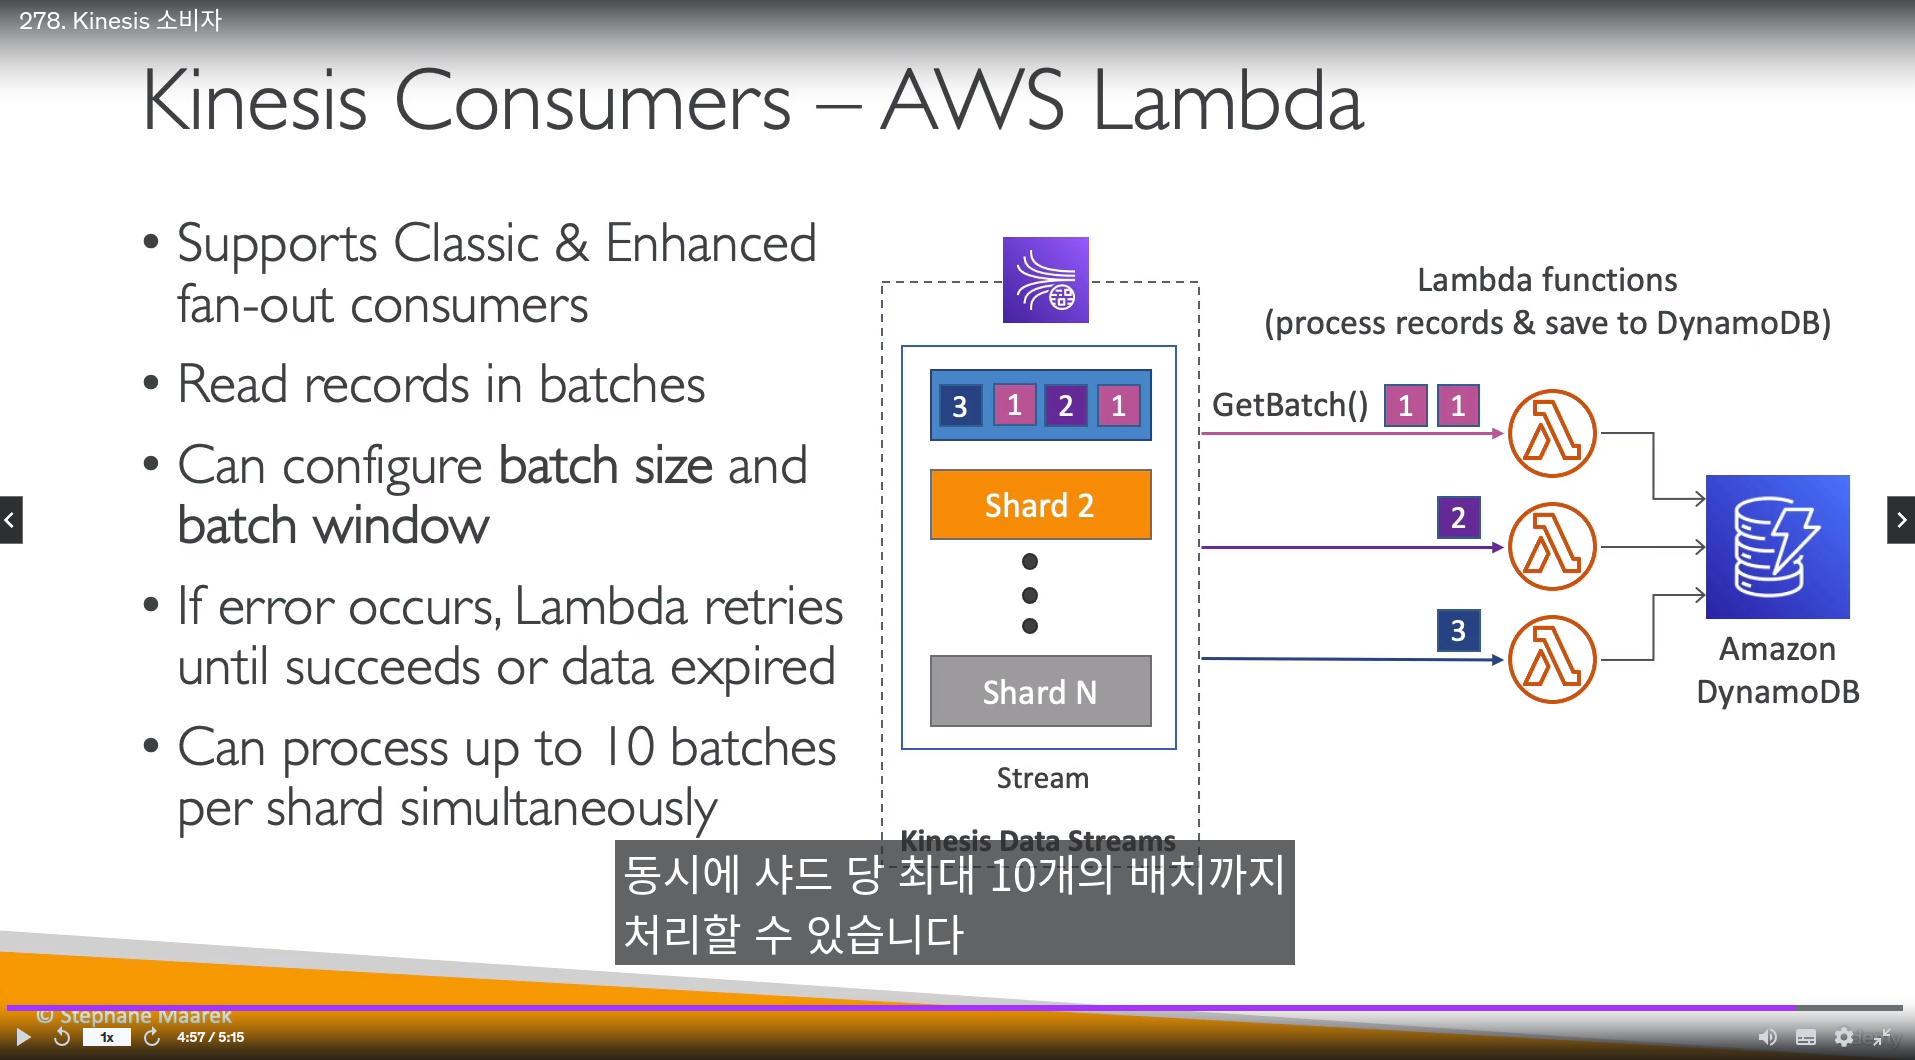 278. Kinesis 소비자
Kinesis Consumers – AWS Lambda
• Supports Classic & Enhanced
fan-out consumers
• Read records in batches
• Can configure batch size and
batch window
• If error occurs, Lambda retries
until succeeds or data expired
• Can process up to 10 batches
per shard simultaneously
3 1 2 1
Shard 2
Shard N
Stream
Kinesis Data Streams
Lambda functions
(process records & save to DynamoDB)
GetBatch() 1 1
2
3
Amazon
DynamoDB
동시에 샤드 당 최대 10개의 배치까지
처리할 수 있습니다
© Stephane Maarek
1x
4:57 / 5:15